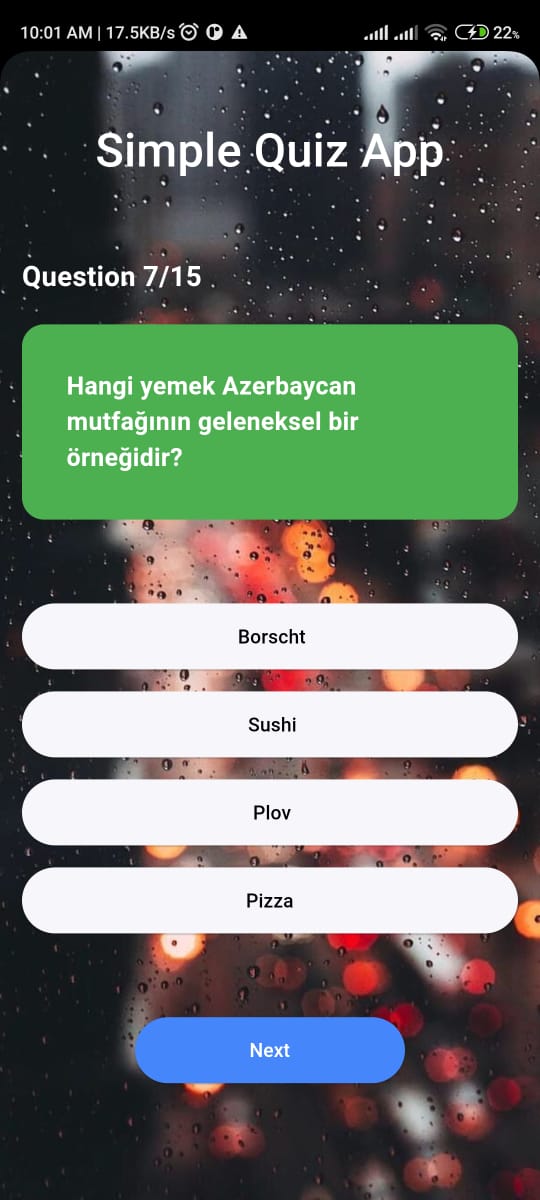 10:01 AM | 17.5KB/s 22%
Simple Quiz App
Question 7/15
Hangi yemek Azerbaycan
mutfağının geleneksel bir
örneğidir?
Borscht
Sushi
Plov
Pizza
Next